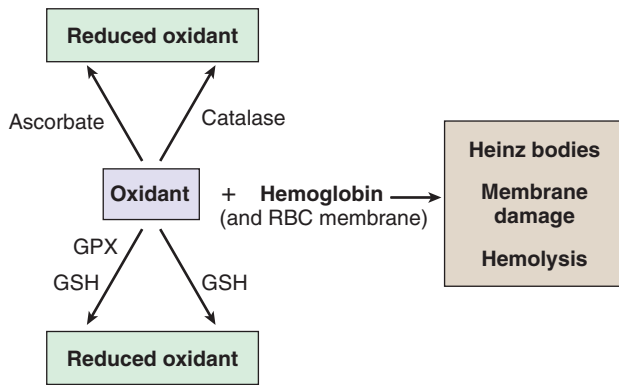 Reduced oxidant
Ascorbate
Catalase
Oxidant + Hemoglobin
(and RBC membrane)
Heinz bodies
Membrane
damage
Hemolysis
GPX
GSH
GSH
Reduced oxidant